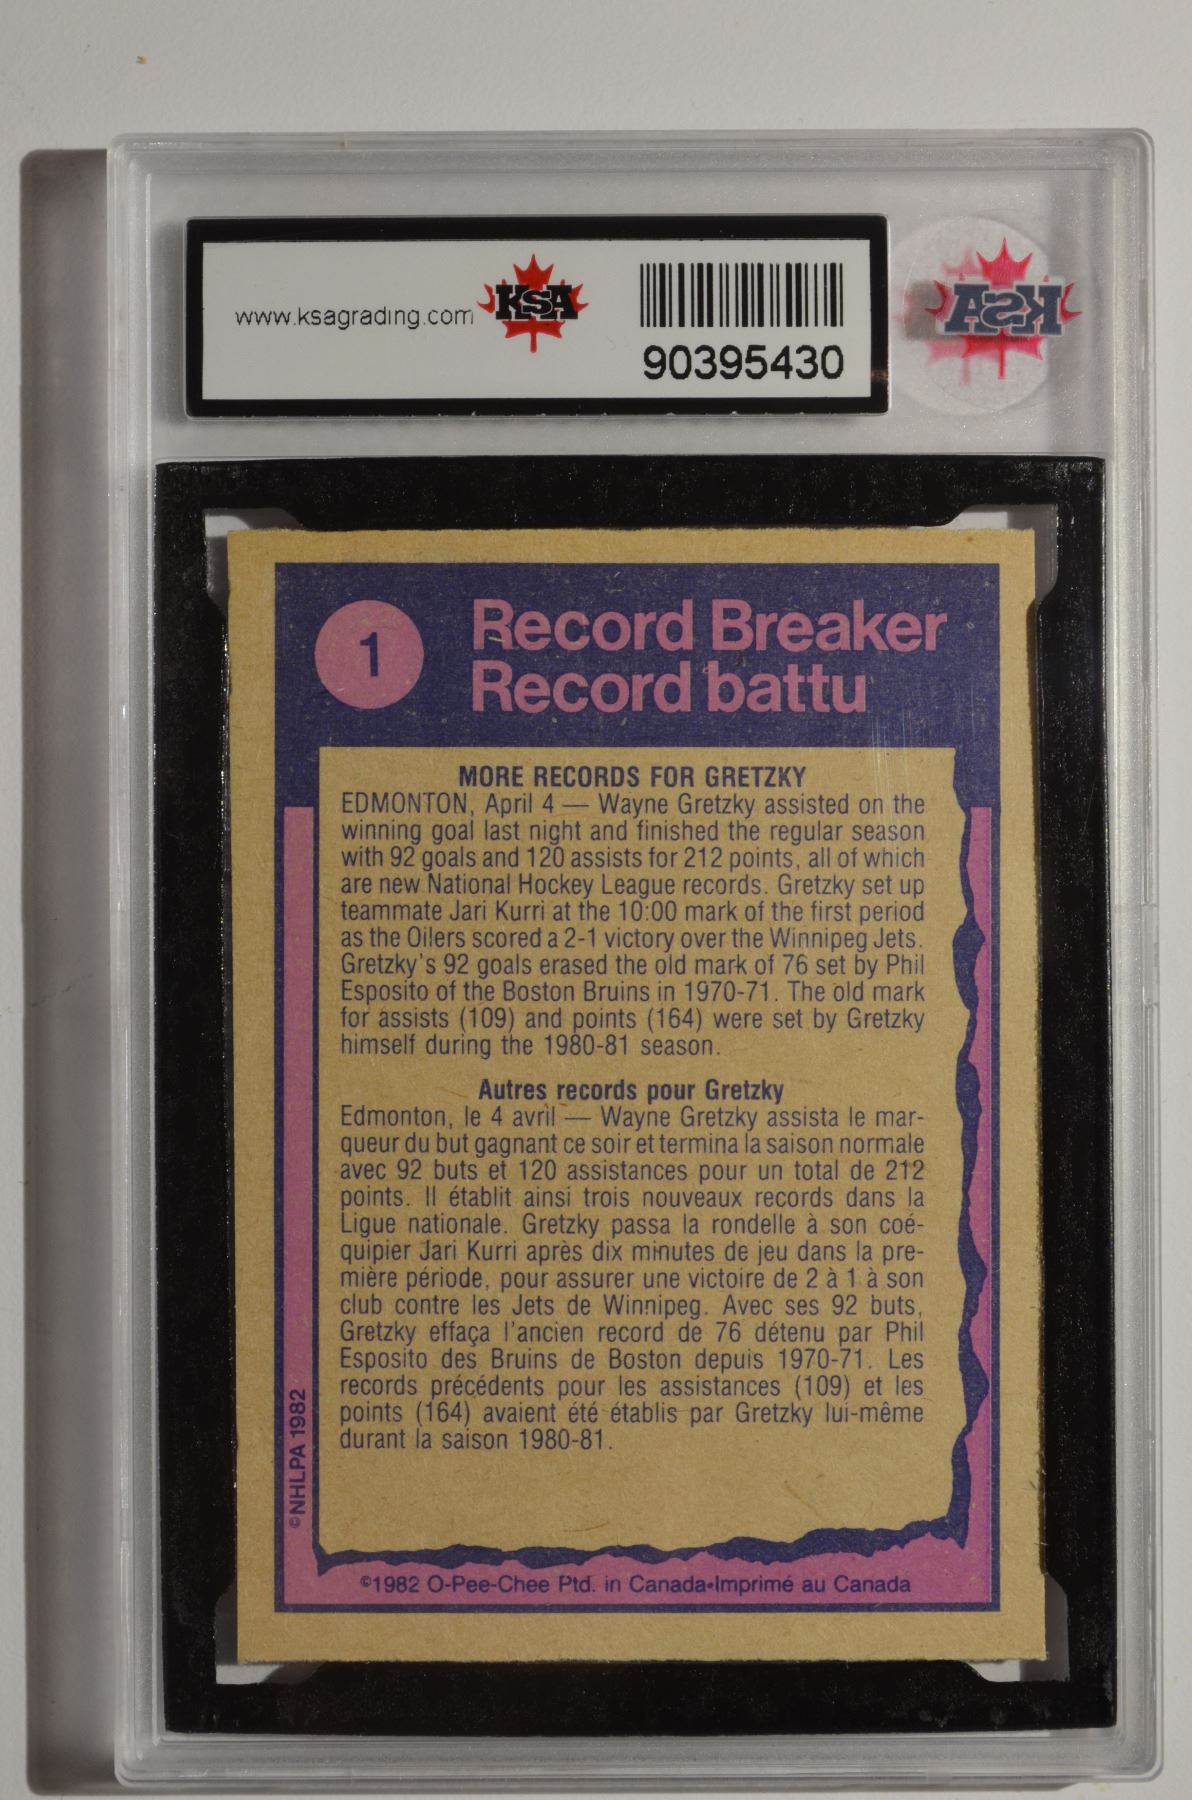 www.ksagrading.com
KSA
90395430
KSA
1
Record Breaker
Record battu
MORE RECORDS FOR GRETZKY
EDMONTON, April 4 — Wayne Gretzky assisted on the
winning goal last night and finished the regular season
with 92 goals and 120 assists for 212 points, all of which
are new National Hockey League records. Gretzky set up
teammate Jari Kurri at the 10:00 mark of the first period
as the Oilers scored a 2-1 victory over the Winnipeg Jets.
Gretzky's 92 goals erased the old mark of 76 set by Phil
Esposito of the Boston Bruins in 1970-71. The old mark
for assists (109) and points (164) were set by Gretzky
himself during the 1980-81 season.
Autres records pour Gretzky
Edmonton, le 4 avril — Wayne Gretzky assista le mar-
queur du but gagnant ce soir et termina la saison normale
avec 92 buts et 120 assistances pour un total de 212
points. Il établit ainsi trois nouveaux records dans la
Ligue nationale. Gretzky passa la rondelle à son coé-
quipier Jari Kurri après dix minutes de jeu dans la pre-
mière période, pour assurer une victoire de 2 à 1 à son
club contre les Jets de Winnipeg. Avec ses 92 buts,
Gretzky effaça l'ancien record de 76 détenu par Phil
Esposito des Bruins de Boston depuis 1970-71. Les
records précédents pour les assistances (109) et les
points (164) avaient été établis par Gretzky lui-même
durant la saison 1980-81.
©NHLPA 1982
©1982 O-Pee-Chee Ptd. in Canada•Imprimé au Canada